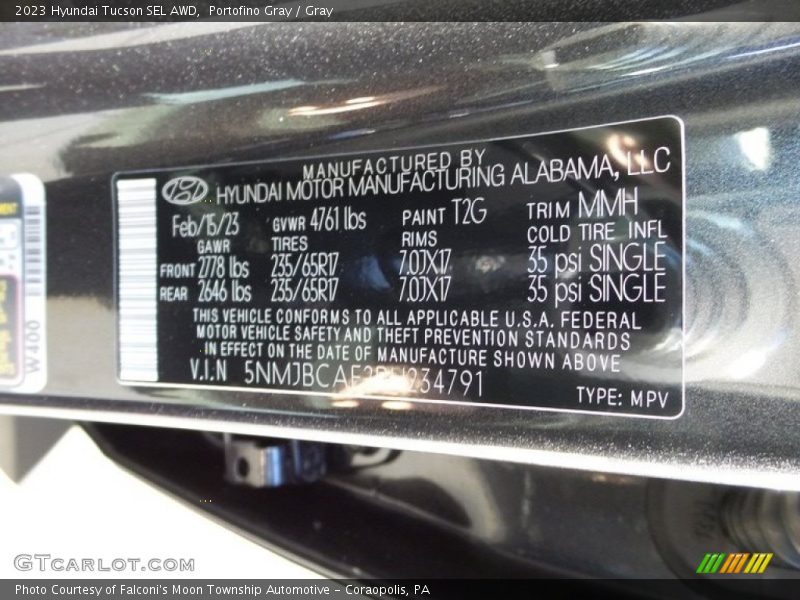 2023 Hyundai Tucson SEL AWD, Portofino Gray / Gray
MANUFACTURED BY
HYUNDAI MOTOR MANUFACTURING ALABAMA, LLC
Feb/15/23 GVWR 4761 lbs PAINT T2G TRIM MMH
GAWR TIRES RIMS COLD TIRE INFL
FRONT 2778 lbs 235/65R17 7.0JX17 35 psi SINGLE
REAR 2646 lbs 235/65R17 7.0JX17 35 psi SINGLE
THIS VEHICLE CONFORMS TO ALL APPLICABLE U.S.A. FEDERAL
MOTOR VEHICLE SAFETY AND THEFT PREVENTION STANDARDS
IN EFFECT ON THE DATE OF MANUFACTURE SHOWN ABOVE
V.I.N
TYPE: MPV
W400
GTcarlot.com
Photo Courtesy of Falconi's Moon Township Automotive - Coraopolis, PA